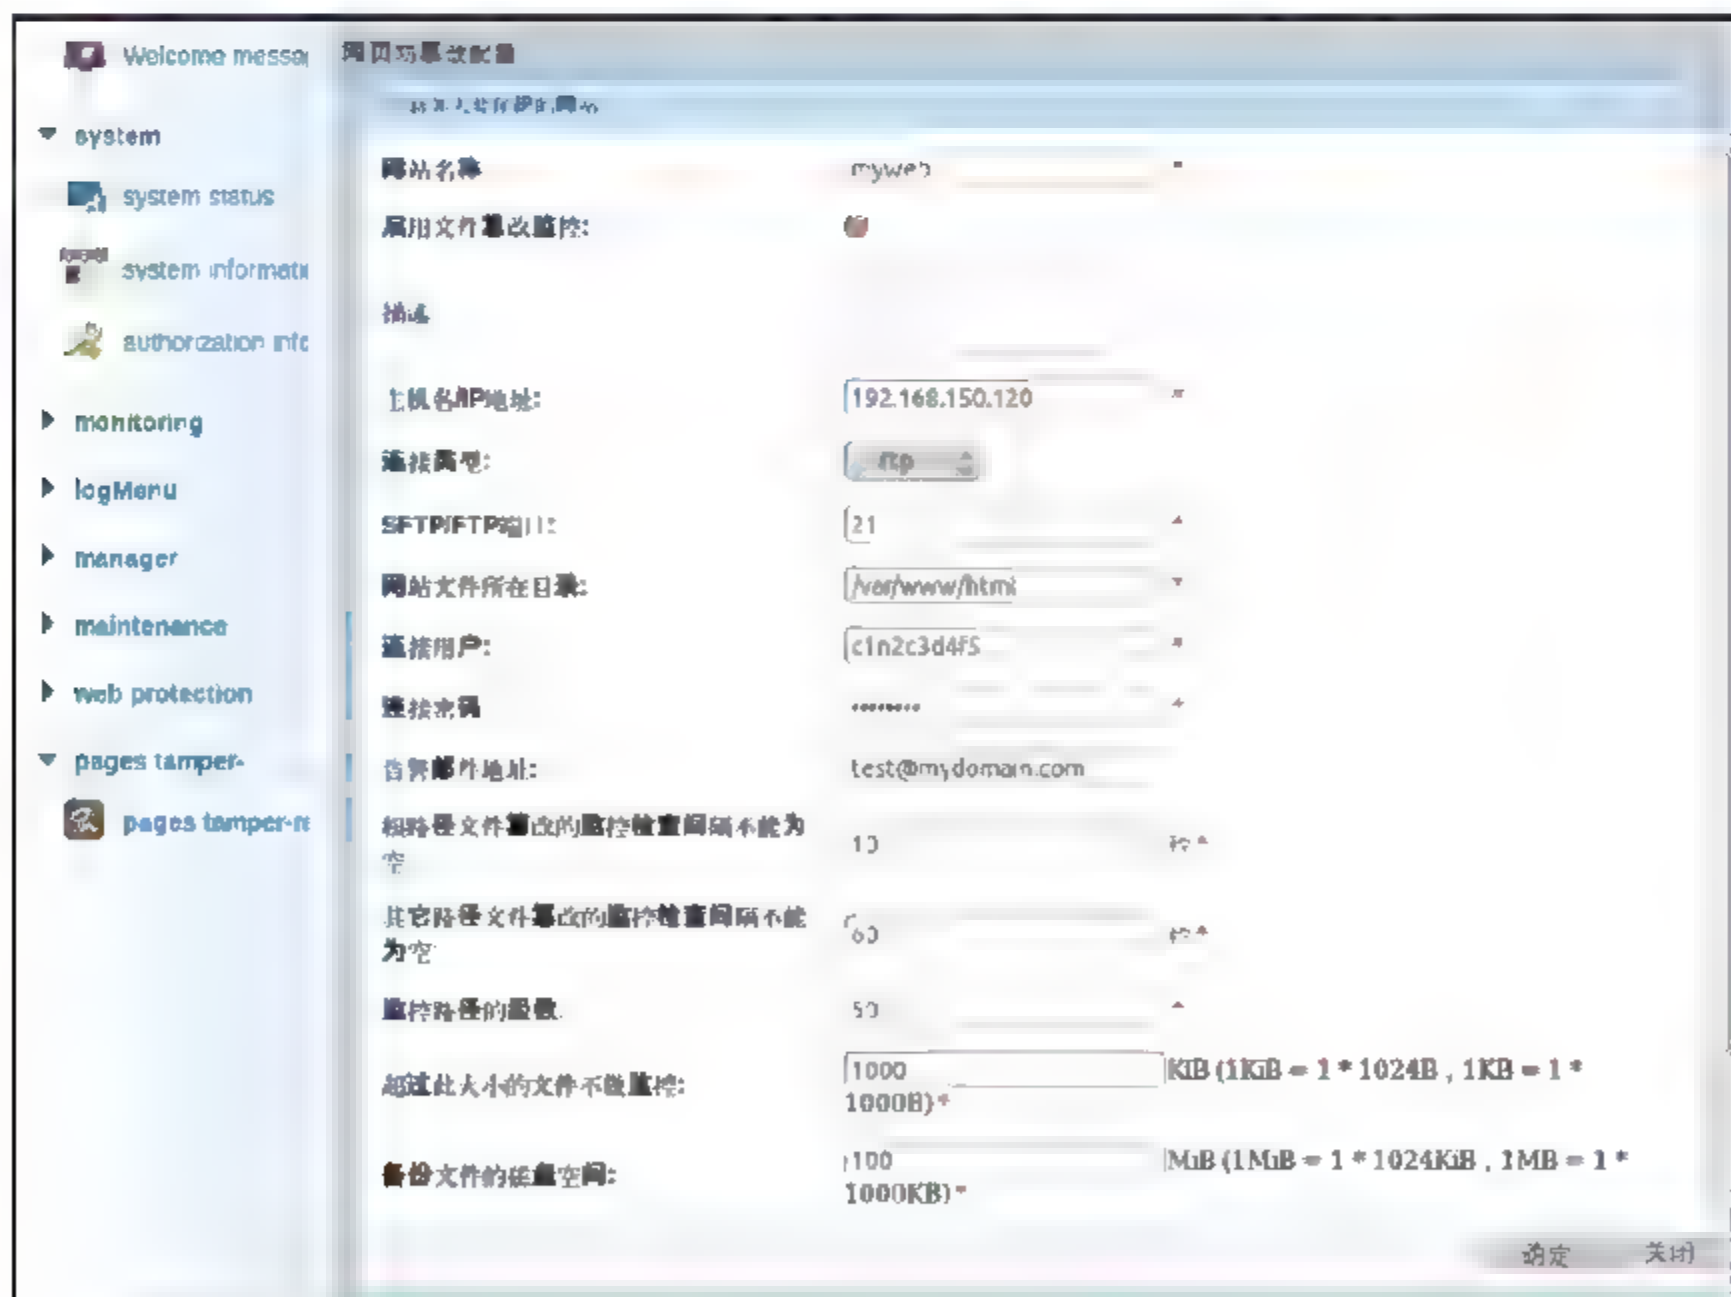 Welcome messag
网页防篡改配置
system
网站名称
myweb
*
system status
启用文件篡改监控:
system informati
描述
authorization info
主机名/IP地址:
192.168.150.120
*
monitoring
连接类型:
ftp
logMenu
SFTP/FTP端口:
21
*
manager
网站文件所在目录:
/var/www/html
*
maintenance
连接用户:
c1n2c3d4f5
*
web protection
连接密码
********
*
pages tamper-
告警邮件地址:
test@mydomain.com
pages tamper-r
根路径文件篡改的监控检查间隔不能为
空
10
秒 *
其它路径文件篡改的监控检查间隔不能
为空
60
秒 *
监控路径的层数
50
*
超过此大小的文件不做监控:
1000
KiB (1KiB = 1 * 1024B , 1KB = 1 *
1000B) *
备份文件的磁盘空间:
100
MiB (1MiB = 1 * 1024KiB , 1MB = 1 *
1000KB) *
确定
关闭